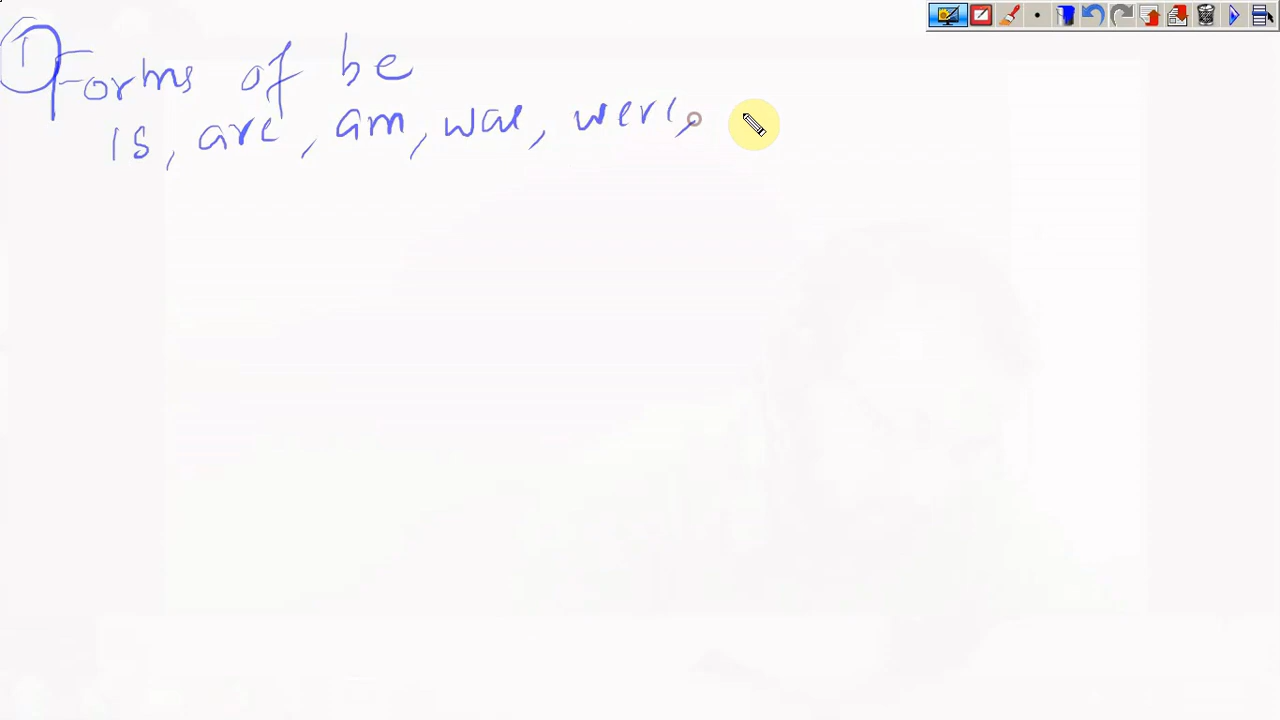 ① Forms of be
is, are, am, was, were,